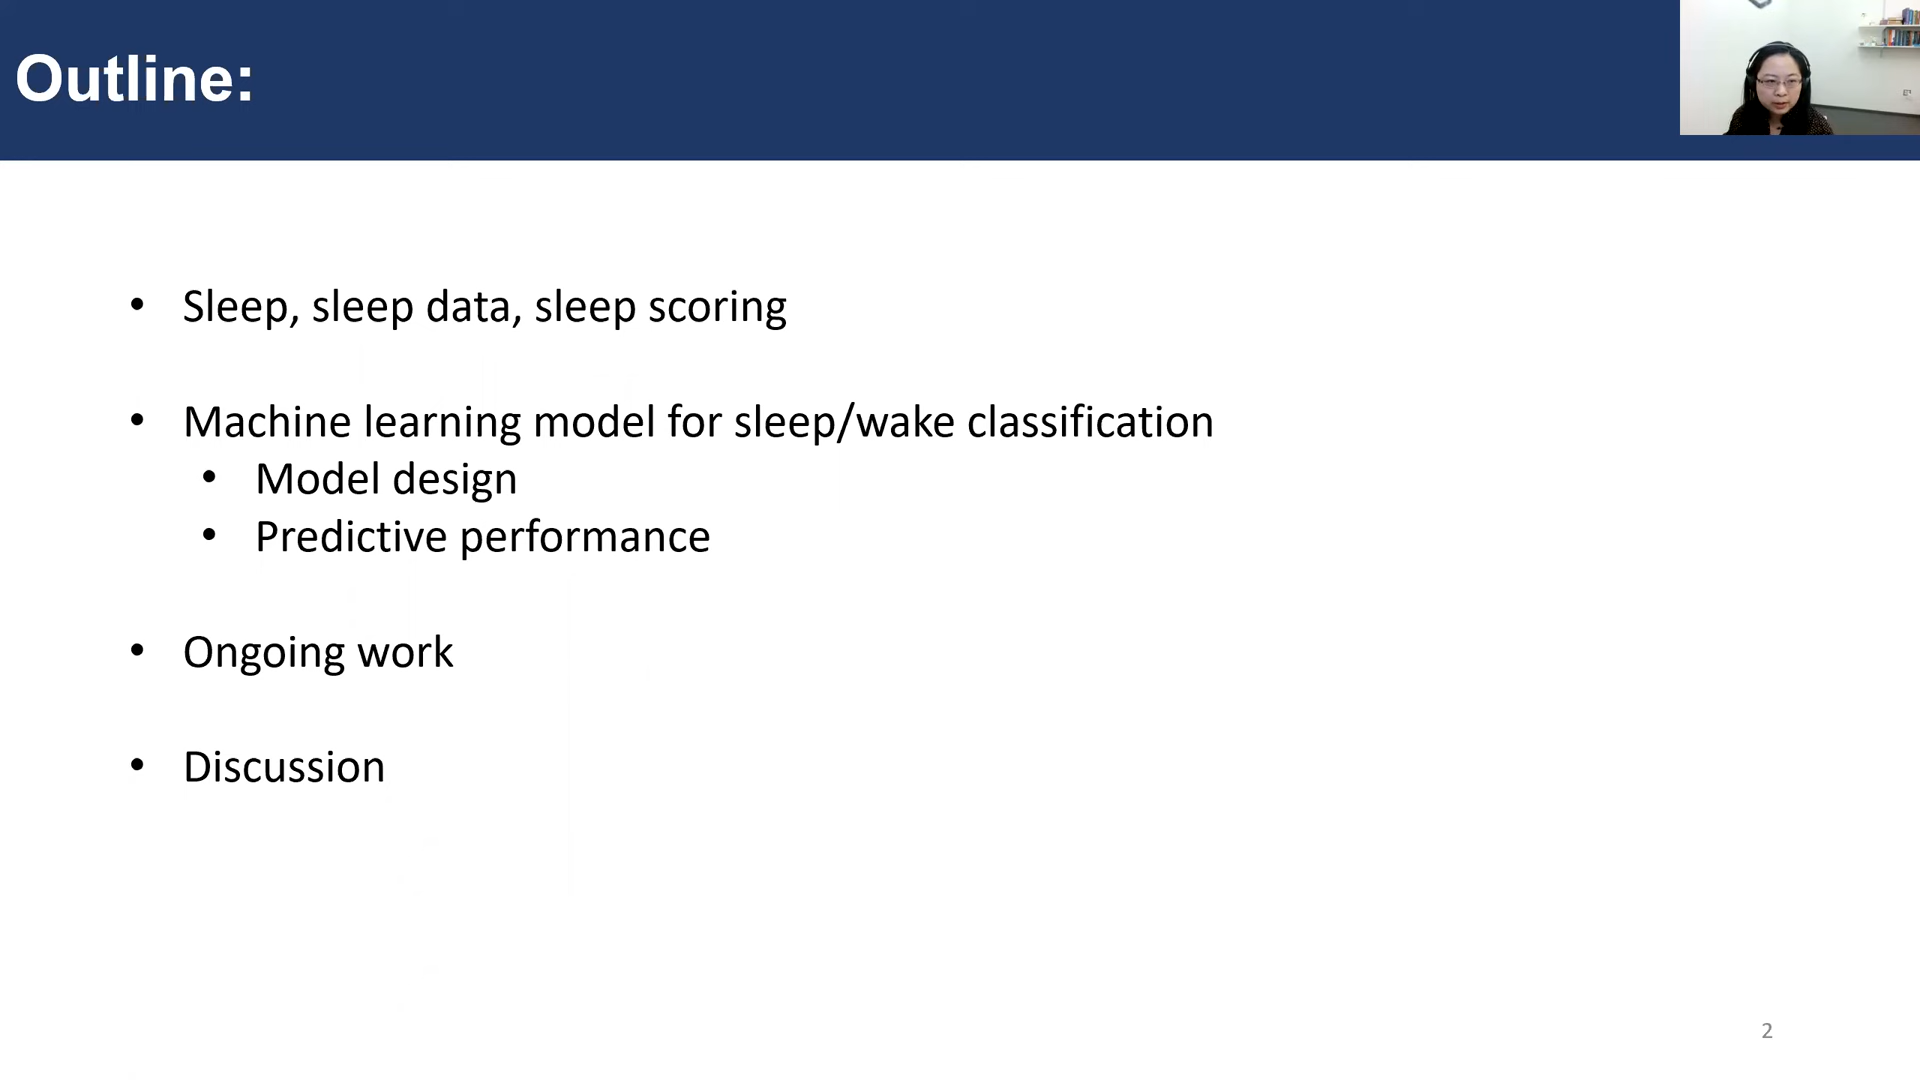 Outline:
• Sleep, sleep data, sleep scoring
• Machine learning model for sleep/wake classification
• Model design
• Predictive performance
• Ongoing work
• Discussion
2